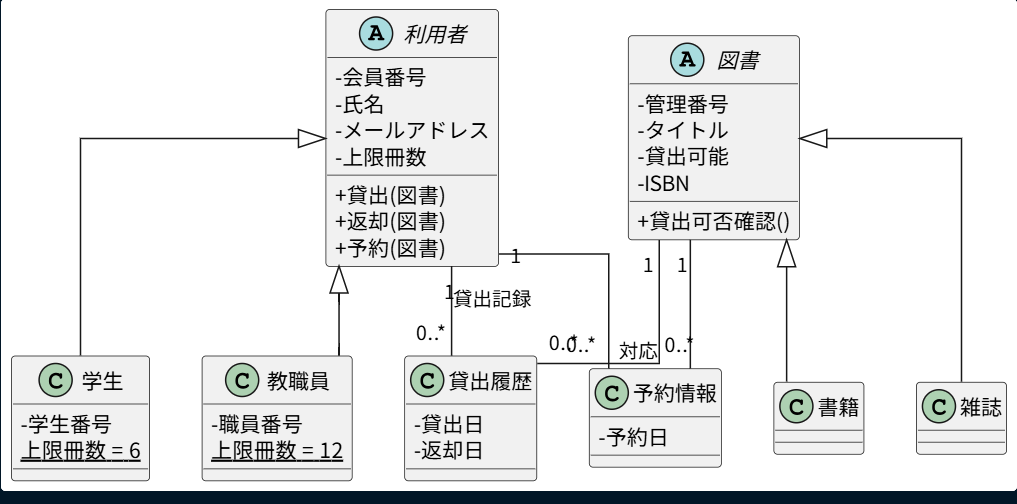 A 利用者
-会員番号
-氏名
-メールアドレス
-上限冊数
+貸出(図書)
+返却(図書)
+予約(図書)
A 図書
-管理番号
-タイトル
-貸出可能
-ISBN
+貸出可否確認()
1
1
1
1
貸出記録
0..*
0..*
0..*
対応
0..*
C 学生
-学生番号
上限冊数 = 6
C 教職員
-職員番号
上限冊数 = 12
C 貸出履歴
-貸出日
-返却日
C 予約情報
-予約日
C 書籍
C 雑誌